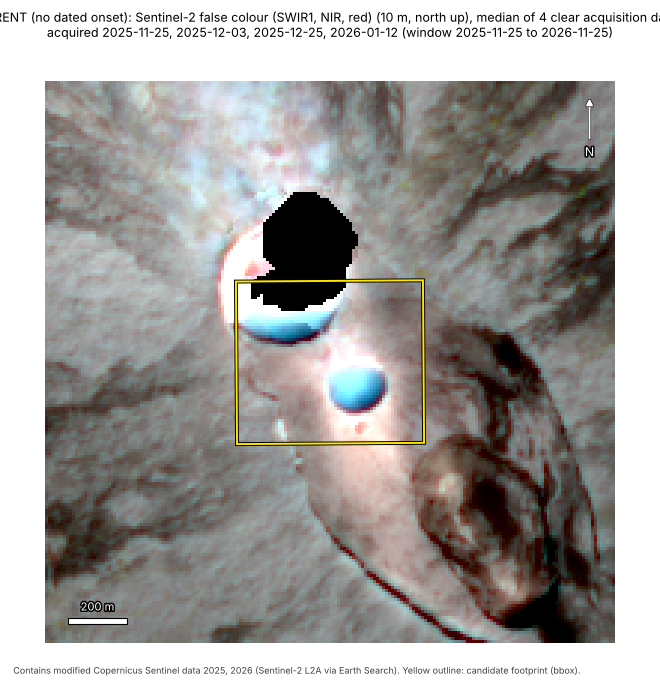 (no dated onset): Sentinel-2 false colour (SWIR1, NIR, red) (10 m, north up), median of 4 clear acquisition
acquired 2025-11-25, 2025-12-03, 2025-12-25, 2026-01-12 (window 2025-11-25 to 2026-11-25)
N
200 m
Contains modified Copernicus Sentinel data 2025, 2026 (Sentinel-2 L2A via Earth Search). Yellow outline: candidate footprint (bbox).